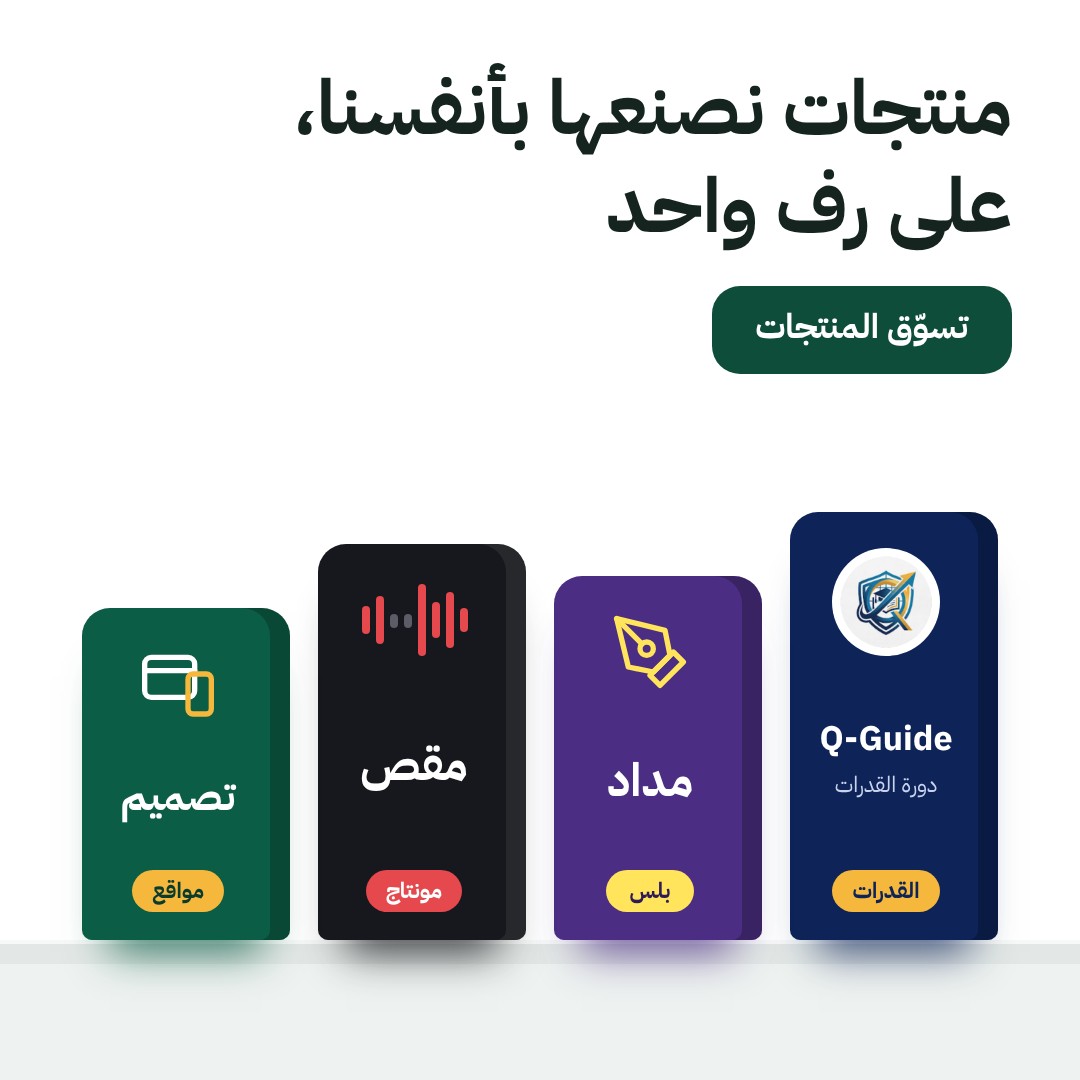 منتجات نصنعها بأنفسنا،
على رف واحد
تسوّق المنتجات
Q-Guide
دورة القدرات
القدرات
مداد
بلس
مقص
مونتاج
تصميم
مواقع